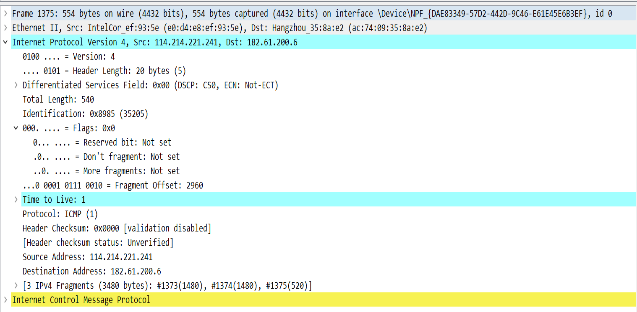 Frame 1375: 554 bytes on wire (4432 bits), 554 bytes captured (4432 bits) on interface \Device\NPF_{DAE83349-57D2-442D-9C46-E61E45E6B3EF}, id 0
Ethernet II, Src: IntelCor_ef:93:5e (e0:d4:e8:ef:93:5e), Dst: Hangzhou_35:8a:e2 (ac:74:09:35:8a:e2)
Internet Protocol Version 4, Src: 114.214.221.241, Dst: 182.61.200.6
0100 .... = Version: 4
.... 0101 = Header Length: 20 bytes (5)
Differentiated Services Field: 0x00 (DSCP: CS0, ECN: Not-ECT)
Total Length: 540
Identification: 0x8985 (35205)
000. .... = Flags: 0x0
0... .... = Reserved bit: Not set
.0.. .... = Don't fragment: Not set
..0. .... = More fragments: Not set
...0 0001 0111 0010 = Fragment Offset: 2960
Time to Live: 1
Protocol: ICMP (1)
Header Checksum: 0x0000 [validation disabled]
[Header checksum status: Unverified]
Source Address: 114.214.221.241
Destination Address: 182.61.200.6
[3 IPv4 Fragments (3480 bytes): #1373(1480), #1374(1480), #1375(520)]
Internet Control Message Protocol